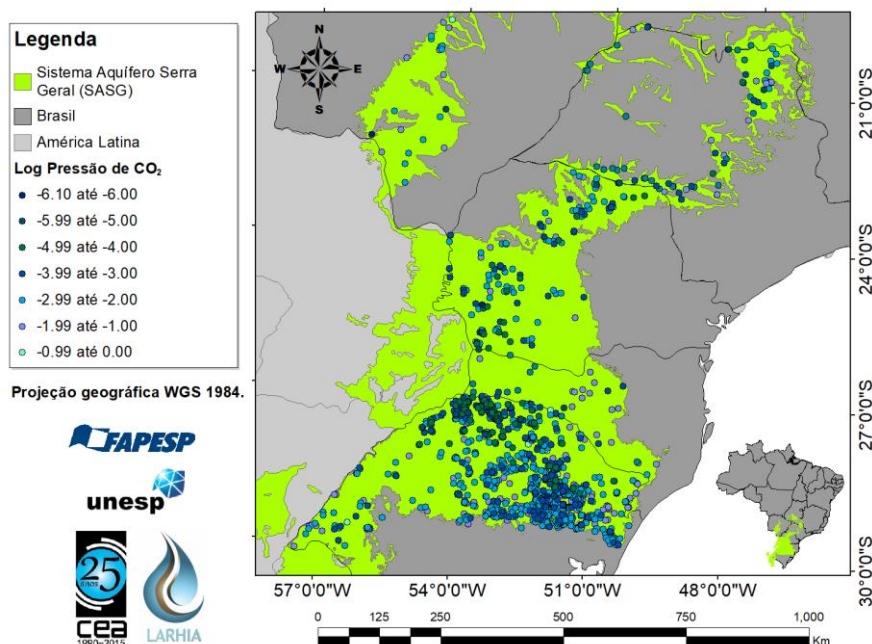 Legenda
Sistema Aquífero Serra
Geral (SASG)
Brasil
América Latina
Log Pressão de CO₂
-6.10 até -6.00
-5.99 até -5.00
-4.99 até -4.00
-3.99 até -3.00
-2.99 até -2.00
-1.99 até -1.00
-0.99 até 0.00
Projeção geográfica WGS 1984.
FAPESP
unesp
25
anos
cea
1990-2015
LARHIA
N
W
E
S
21°0'0"S
24°0'0"S
27°0'0"S
30°0'0"S
57°0'0"W
54°0'0"W
51°0'0"W
48°0'0"W
0
125
250
500
750
1,000
Km